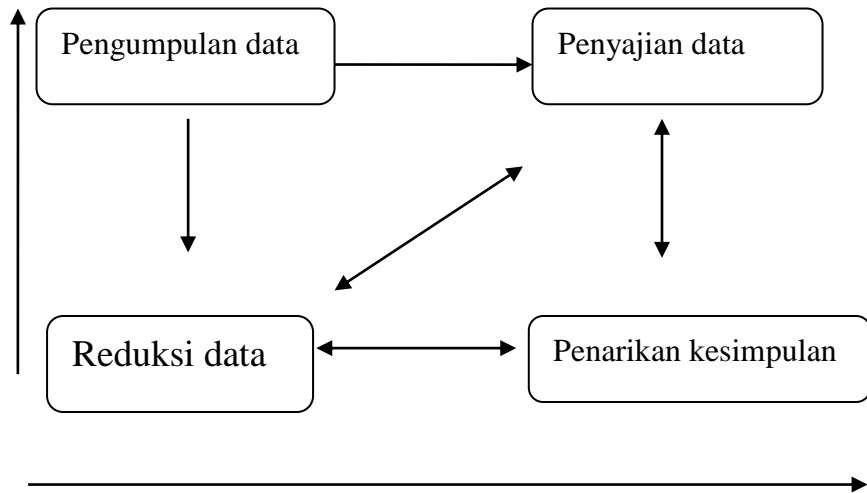 Pengumpulan data
Penyajian data
Reduksi data
Penarikan kesimpulan